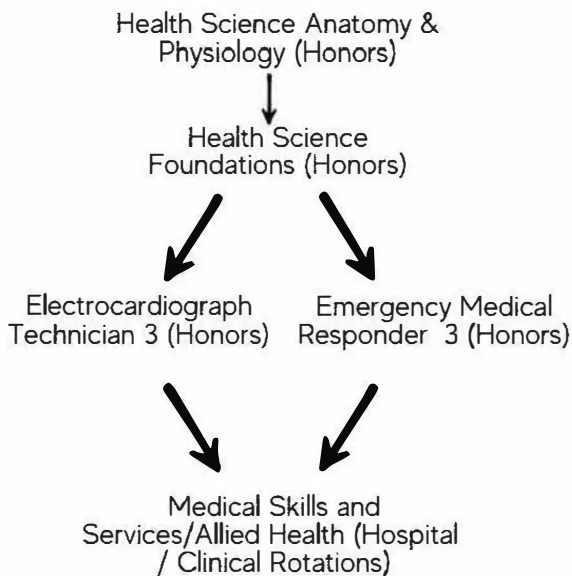 Health Science Anatomy &
Physiology (Honors)
Health Science
Foundations (Honors)
Electrocardiograph
Technician 3 (Honors)
Emergency Medical
Responder 3 (Honors)
Medical Skills and
Services/Allied Health (Hospital
/ Clinical Rotations)